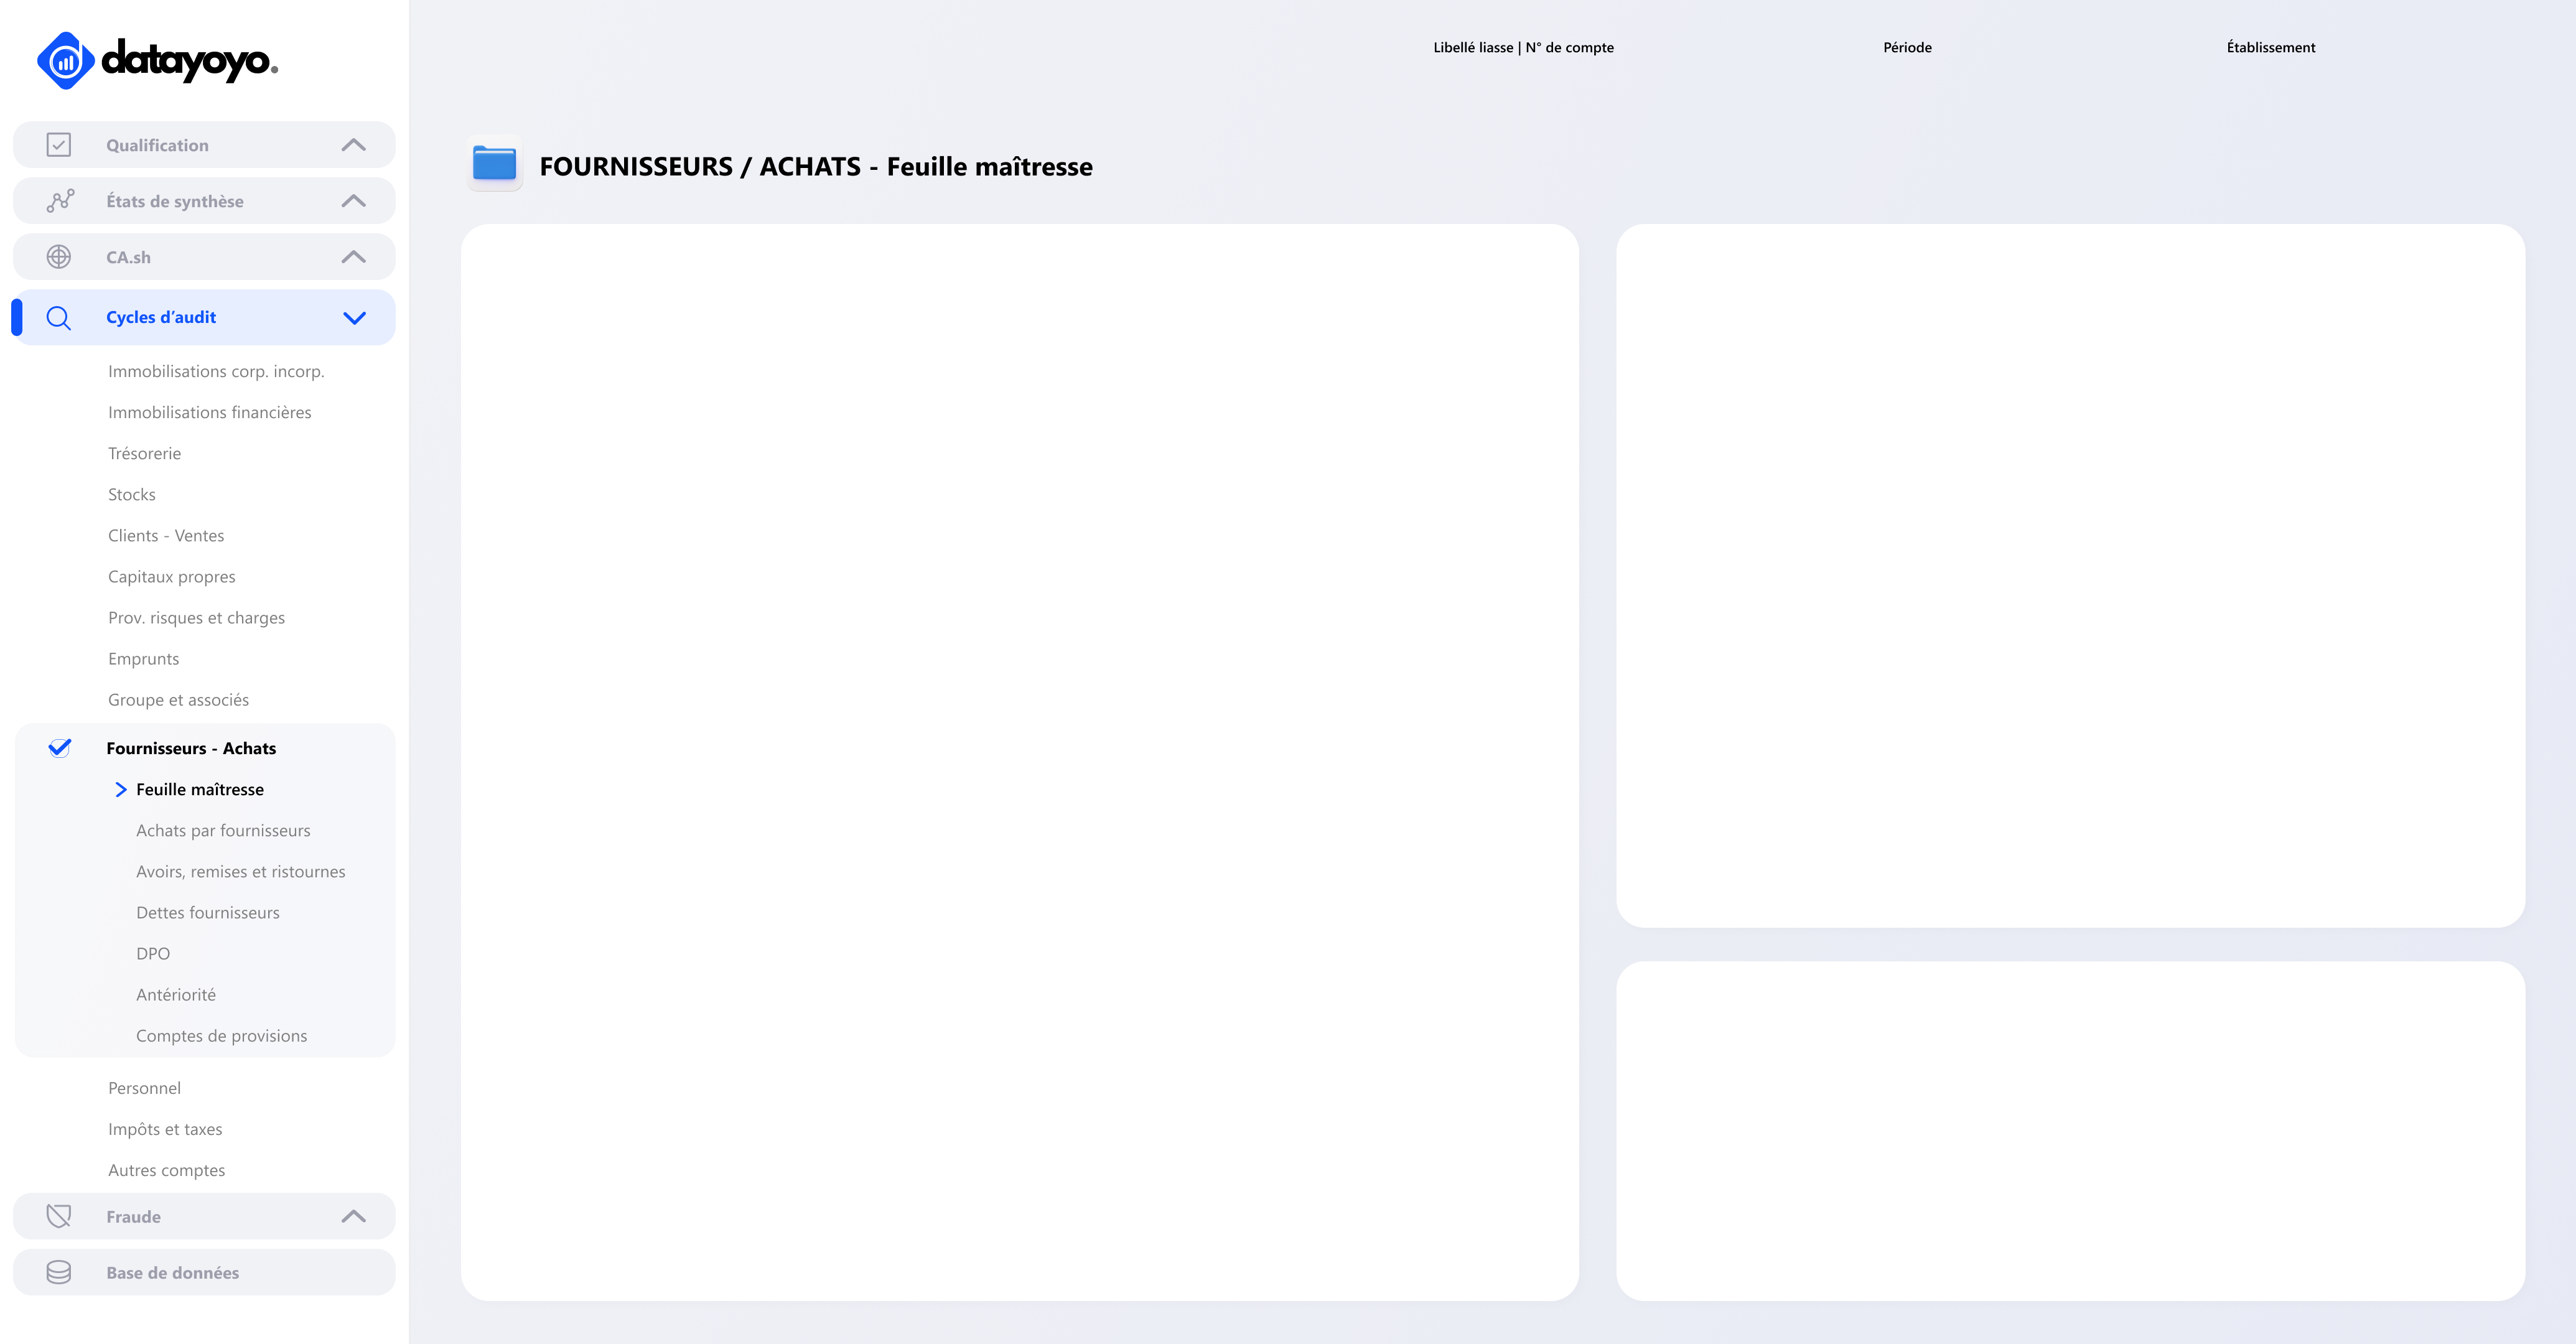 datayoyo.
Libellé liasse | N° de compte
Période
Établissement
Qualification
États de synthèse
CA.sh
Cycles d’audit
Immobilisations corp. incorp.
Immobilisations financières
Trésorerie
Stocks
Clients - Ventes
Capitaux propres
Prov. risques et charges
Emprunts
Groupe et associés
Fournisseurs - Achats
Feuille maîtresse
Achats par fournisseurs
Avoirs, remises et ristournes
Dettes fournisseurs
DPO
Antériorité
Comptes de provisions
Personnel
Impôts et taxes
Autres comptes
Fraude
Base de données
FOURNISSEURS / ACHATS - Feuille maîtresse